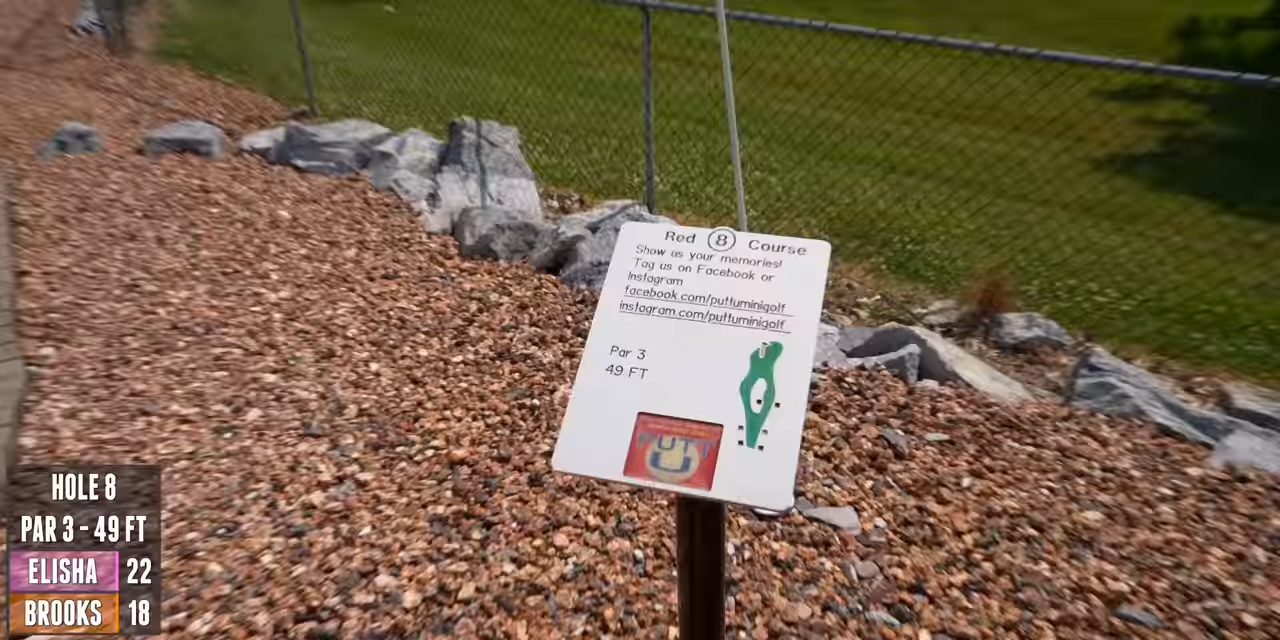 Red 8 Course
Show us your memories!
Tag us on Facebook or
Instagram
facebook.com/puttuminigolf
instagram.com/puttuminigolf
Par 3
49 FT
PUTT
U
HOLE 8
PAR 3 - 49 FT
ELISHA 22
BROOKS 18